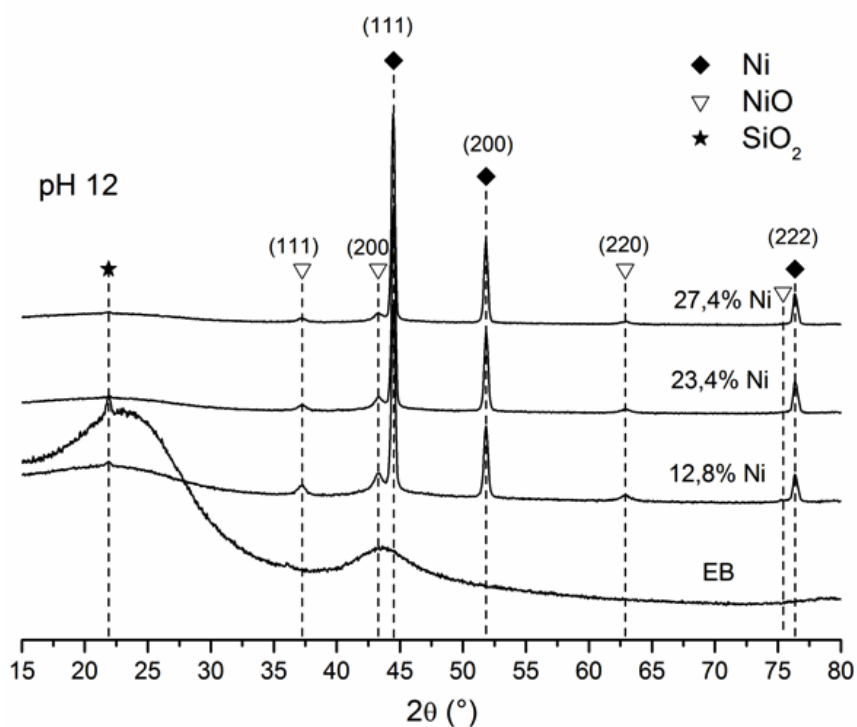 (111)
Ni
NiO
SiO₂
(200)
pH 12
(111)
(200)
(220)
(222)
27,4% Ni
23,4% Ni
12,8% Ni
EB
15 20 25 30 35 40 45 50 55 60 65 70 75 80
2θ (°)